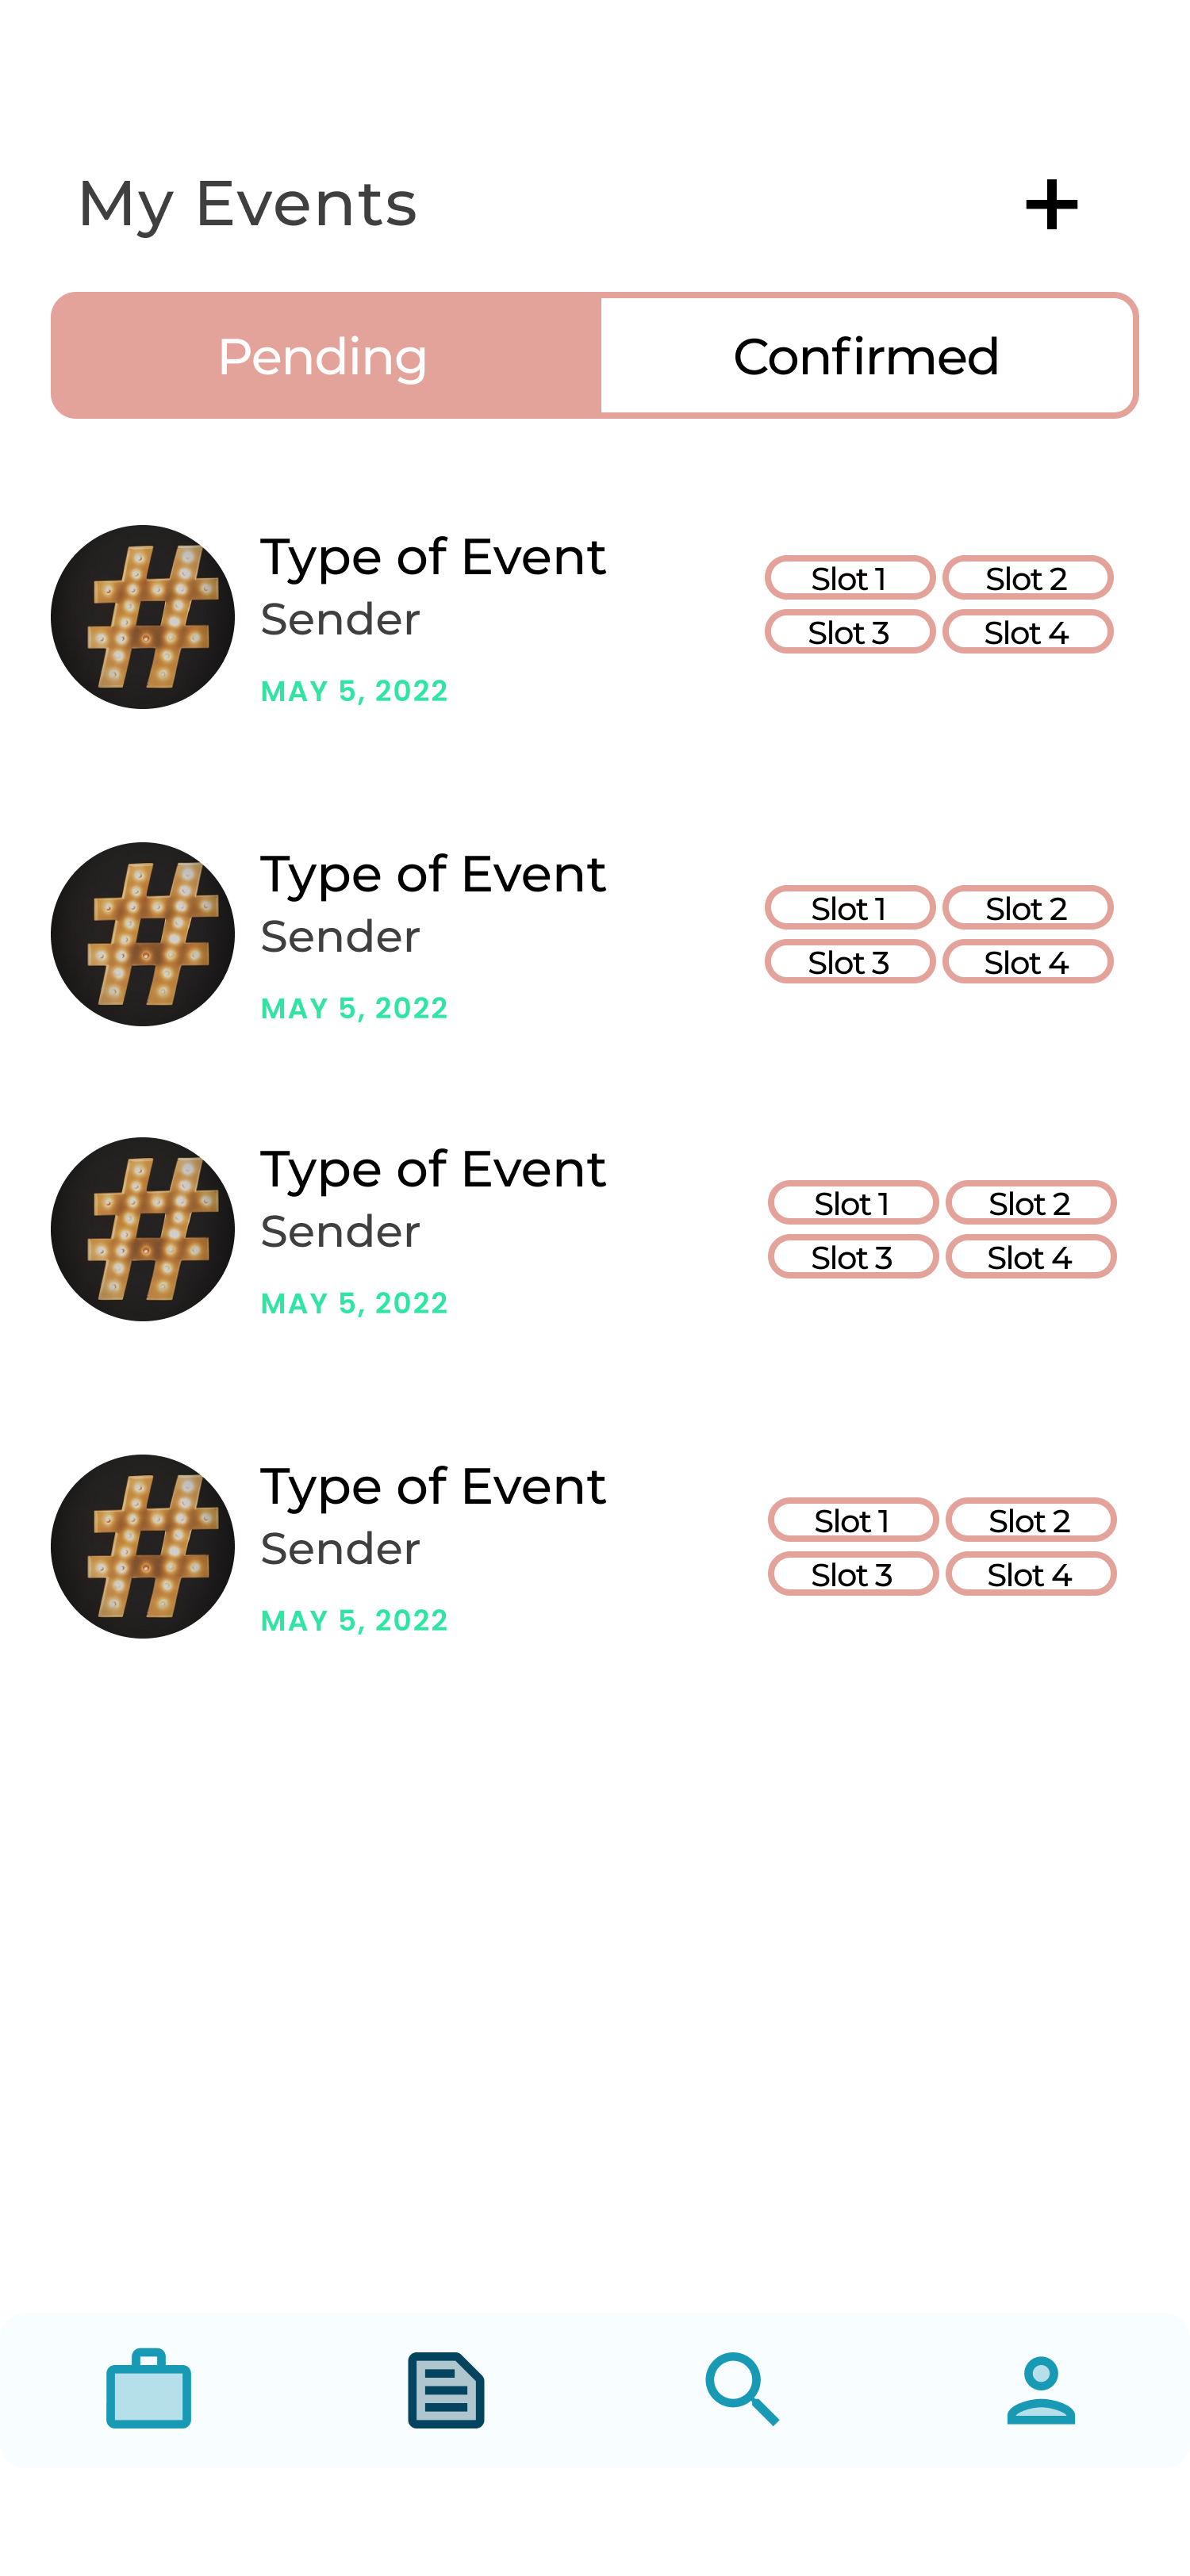 My Events
Pending Confirmed
Type of Event
Sender
MAY 5, 2022
Slot 1 Slot 2
Slot 3 Slot 4
Type of Event
Sender
MAY 5, 2022
Slot 1 Slot 2
Slot 3 Slot 4
Type of Event
Sender
MAY 5, 2022
Slot 1 Slot 2
Slot 3 Slot 4
Type of Event
Sender
MAY 5, 2022
Slot 1 Slot 2
Slot 3 Slot 4